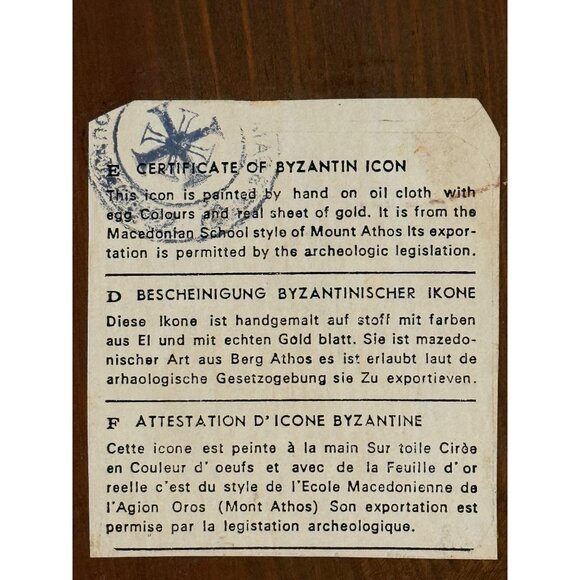 E CERTIFICATE OF BYZANTIN ICON
This icon is painted by hand on oil cloth with
egg Colours and real sheet of gold. It is from the
Macedonian School style of Mount Athos Its expor-
tation is permitted by the archeologic legislation.
D BESCHEINIGUNG BYZANTINISCHER IKONE
Diese Ikone ist handgemalt auf stoff mit farben
aus EI und mit echten Gold blatt. Sie ist mazedo-
nischer Art aus Berg Athos es ist erlaubt laut de
arhaologische Gesetzogebung sie Zu exportieven.
F ATTESTATION D'ICONE BYZANTINE
Cette icone est peinte à la main Sur toile Cirèe
en Couleur d' oeufs et avec de la Feuille d' or
reelle c'est du style de l'Ecole Macedonienne de
l'Agion Oros (Mont Athos) Son exportation est
permise par la legistation archeologique.